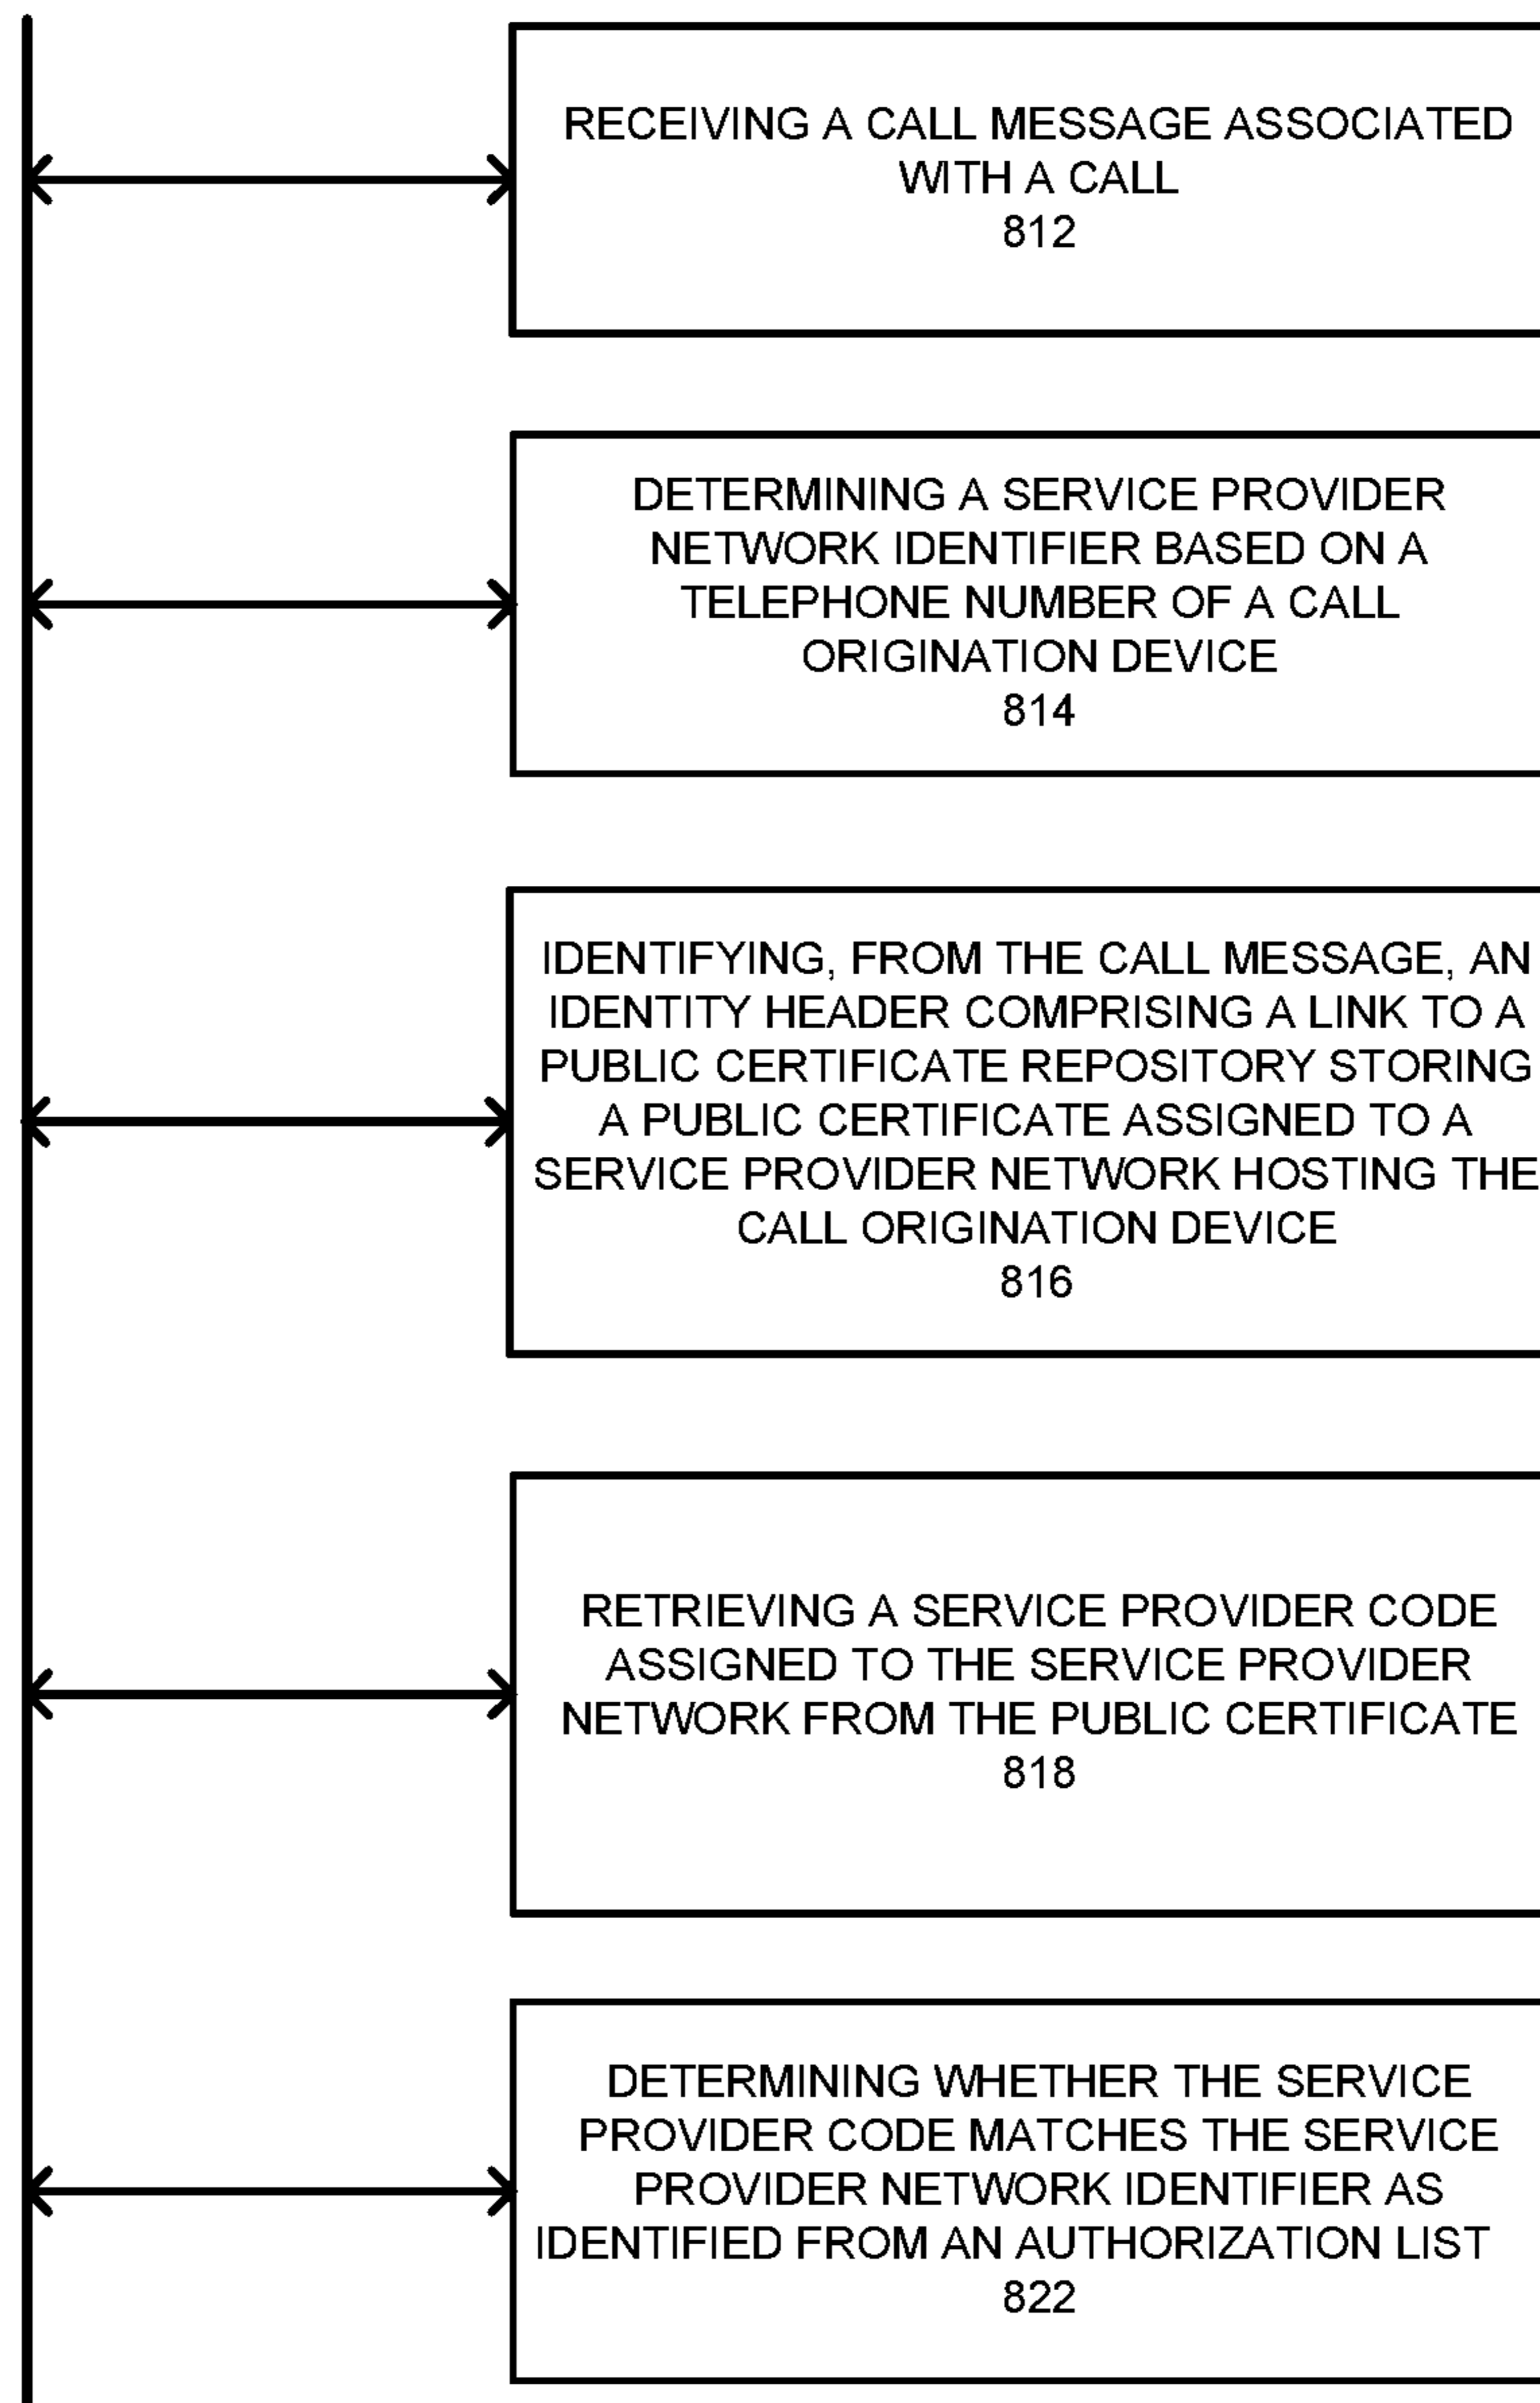 RECEIVING A CALL MESSAGE ASSOCIATED
WITH A CALL
812
DETERMINING A SERVICE PROVIDER
NETWORK IDENTIFIER BASED ON A
TELEPHONE NUMBER OF A CALL
ORIGINATION DEVICE
814
IDENTIFYING, FROM THE CALL MESSAGE, AN
IDENTITY HEADER COMPRISING A LINK TO A
PUBLIC CERTIFICATE REPOSITORY STORING
A PUBLIC CERTIFICATE ASSIGNED TO A
SERVICE PROVIDER NETWORK HOSTING THE
CALL ORIGINATION DEVICE
816
RETRIEVING A SERVICE PROVIDER CODE
ASSIGNED TO THE SERVICE PROVIDER
NETWORK FROM THE PUBLIC CERTIFICATE
818
DETERMINING WHETHER THE SERVICE
PROVIDER CODE MATCHES THE SERVICE
PROVIDER NETWORK IDENTIFIER AS
IDENTIFIED FROM AN AUTHORIZATION LIST
822